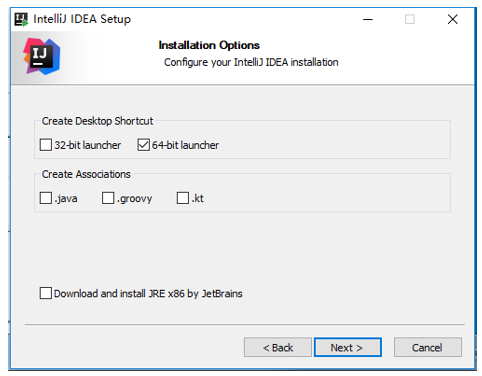 IntelliJ IDEA Setup
IJ
Installation Options
Configure your IntelliJ IDEA installation
Create Desktop Shortcut
32-bit launcher 64-bit launcher
Create Associations
.java .groovy .kt
Download and install JRE x86 by JetBrains
< Back Next > Cancel